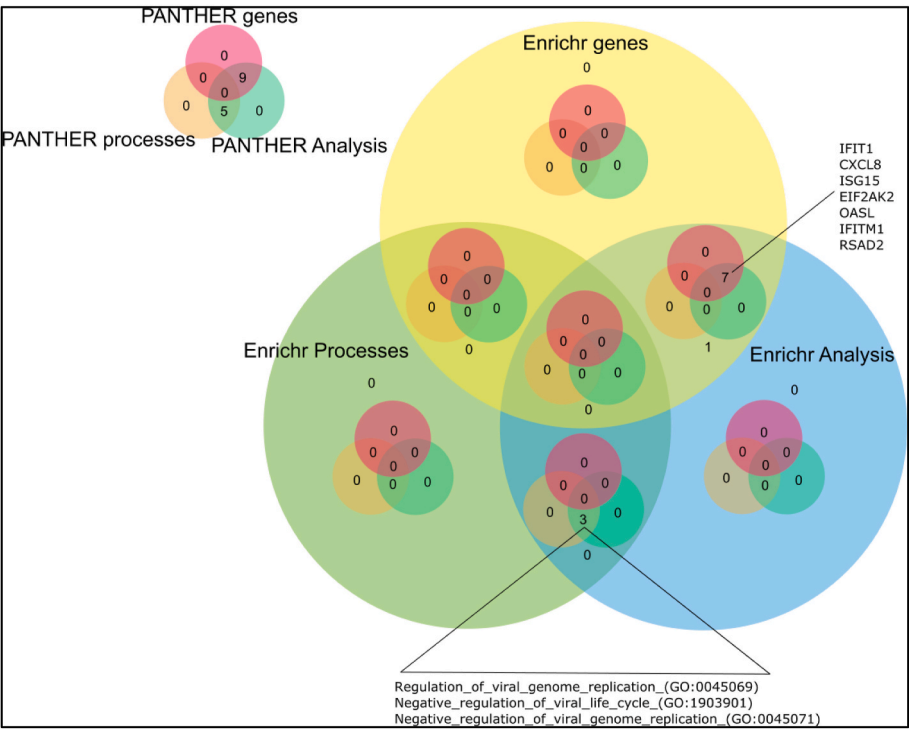 PANTHER genes
0
0 9
0
0 5 0
PANTHER processes PANTHER Analysis
Enrichr genes
0
0
0 0
0
0 0 0
IFIT1
CXCL8
ISG15
EIF2AK2
OASL
IFITM1
RSAD2
0
0 0
0
0 0 0
0
0
0 7
0
0 0 0
1
0
0 0
0
0 0 0
0
Enrichr Processes
0
0
0 0
0
0 0 0
Enrichr Analysis
0
0
0 0
0
0 0 0
0
0 0
0
0 3 0
0
Regulation_of_viral_genome_replication_(GO:0045069)
Negative_regulation_of_viral_life_cycle_(GO:1903901)
Negative_regulation_of_viral_genome_replication_(GO:0045071)